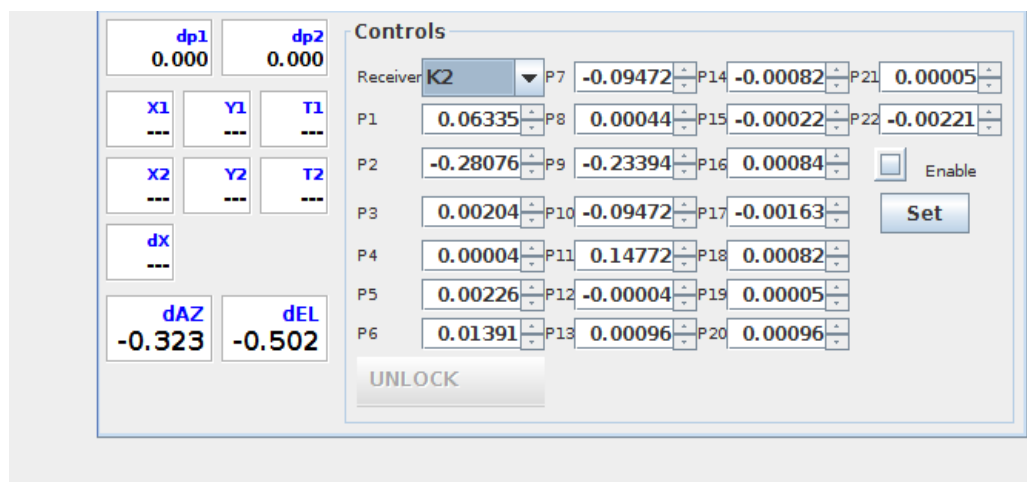 dp1 dp2
0.000 0.000
X1 Y1 T1
--- --- ---
X2 Y2 T2
--- --- ---
dX
---
dAZ dEL
-0.323 -0.502
Controls
Receiver K2 P7 -0.09472 P14 -0.00082 P21 0.00005
P1 0.06335 P8 0.00044 P15 -0.00022 P22 -0.00221
P2 -0.28076 P9 -0.23394 P16 0.00084 Enable
P3 0.00204 P10 -0.09472 P17 -0.00163 Set
P4 0.00004 P11 0.14772 P18 0.00082
P5 0.00226 P12 -0.00004 P19 0.00005
P6 0.01391 P13 0.00096 P20 0.00096
UNLOCK